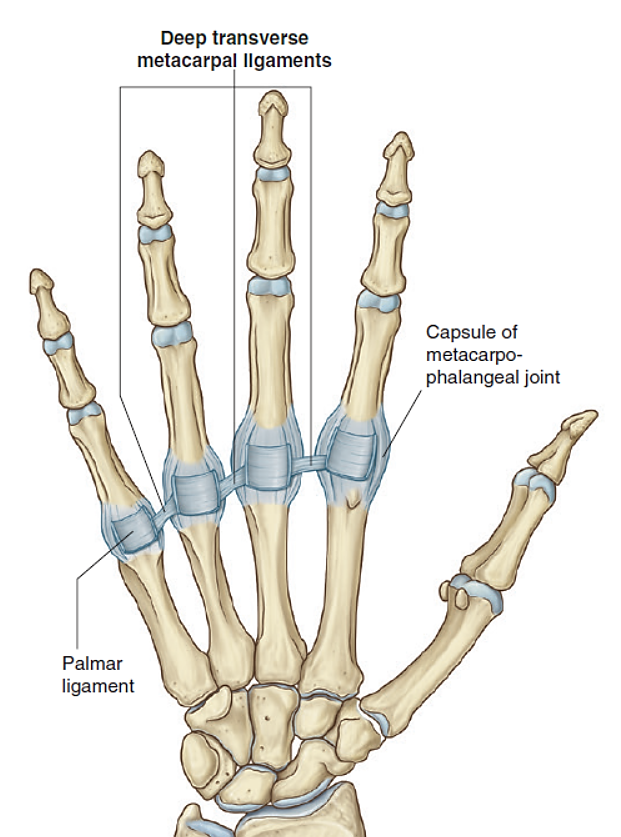 Deep transverse
metacarpal ligaments
Capsule of
metacarpo-
phalangeal joint
Palmar
ligament